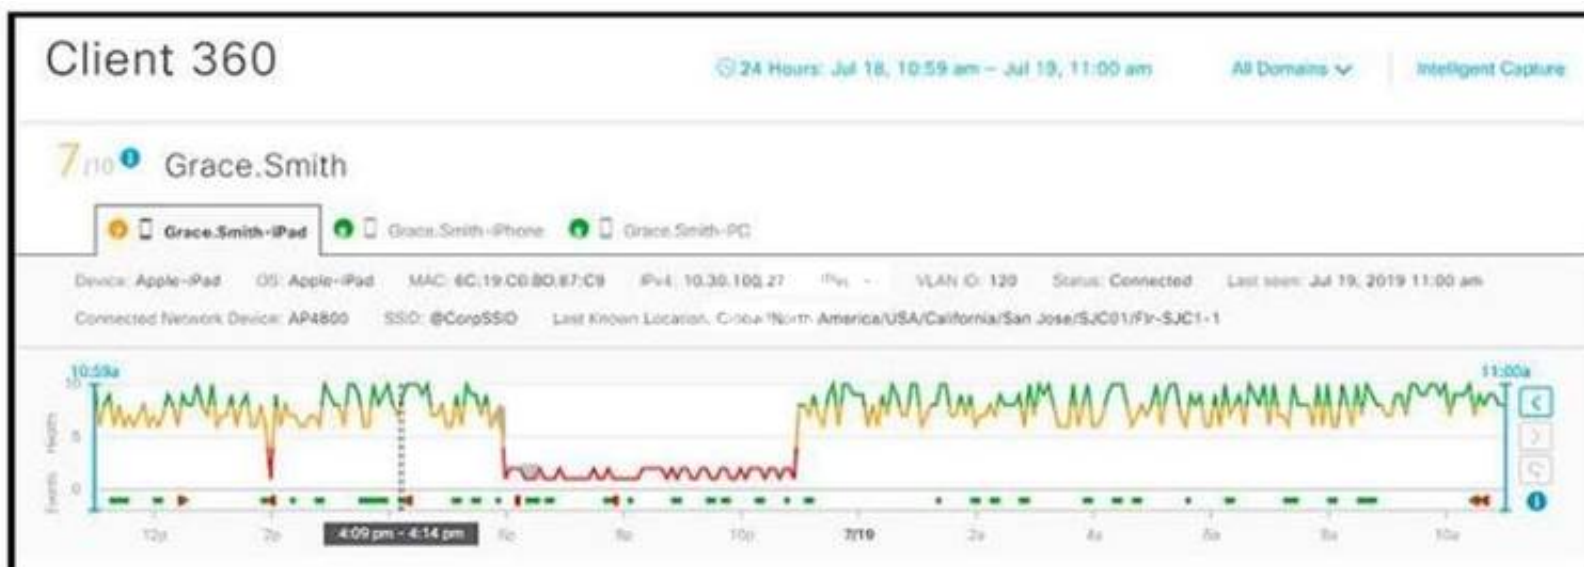 Client 360
24 Hours: Jul 18, 10:59 am – Jul 19, 11:00 am All Domains Intelligent Capture
7/10 Grace.Smith
Grace.Smith-iPad Grace.Smith-iPhone Grace.Smith-PC
Device: Apple-iPad OS: Apple-iPad MAC: 6C:19:C0:BD:87:C9 IPv4: 10.30.100.27 VLAN ID: 120 Status: Connected Last seen: Jul 19, 2019 11:00 am
Connected Network Device: AP4800 SSID: @CorpSSID Last Known Location: Global/North America/USA/California/San Jose/SJC01/Flr-SJC1-1
10:59a 11:00a
10
Health 5
Events 0
12p 2p 4:09 pm - 4:14 pm 6p 8p 10p 7/19 2a 4a 6a 8a 10a